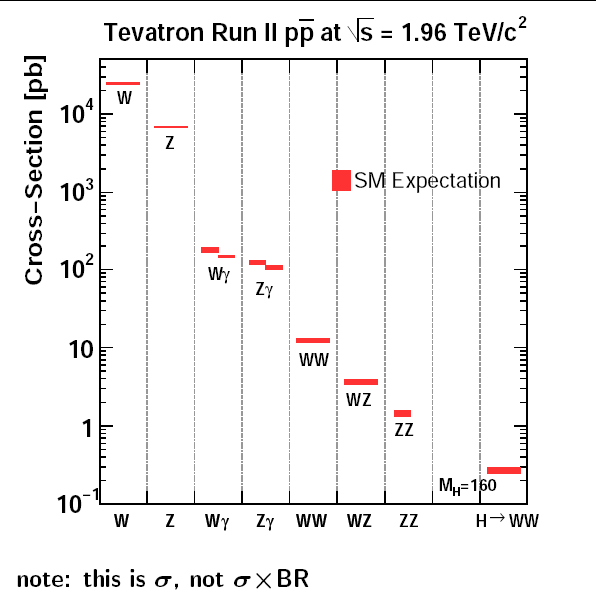 Tevatron Run II pp̅ at √s = 1.96 TeV/c²
Cross-Section [pb]
10⁴
10³
10²
10
1
10⁻¹
W
Z
SM Expectation
Wγ
Zγ
WW
WZ
ZZ
M_H=160
W Z Wγ Zγ WW WZ ZZ H→WW
note: this is σ, not σ×BR